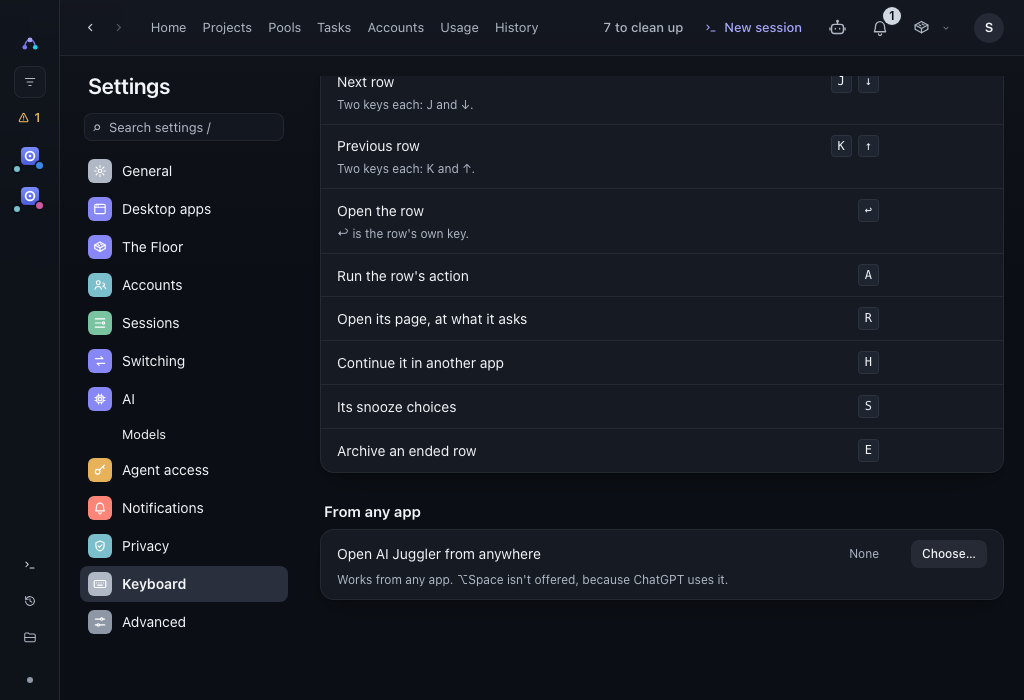 Home Projects Pools Tasks Accounts Usage History 7 to clean up New session 1 S
1
Settings
Search settings /
General
Desktop apps
The Floor
Accounts
Sessions
Switching
AI
Models
Agent access
Notifications
Privacy
Keyboard
Advanced
Next row J ↓
Two keys each: J and ↓.
Previous row K ↑
Two keys each: K and ↑.
Open the row ↩
↩ is the row's own key.
Run the row's action A
Open its page, at what it asks R
Continue it in another app H
Its snooze choices S
Archive an ended row E
From any app
Open AI Juggler from anywhere None Choose...
Works from any app. ⌥Space isn't offered, because ChatGPT uses it.